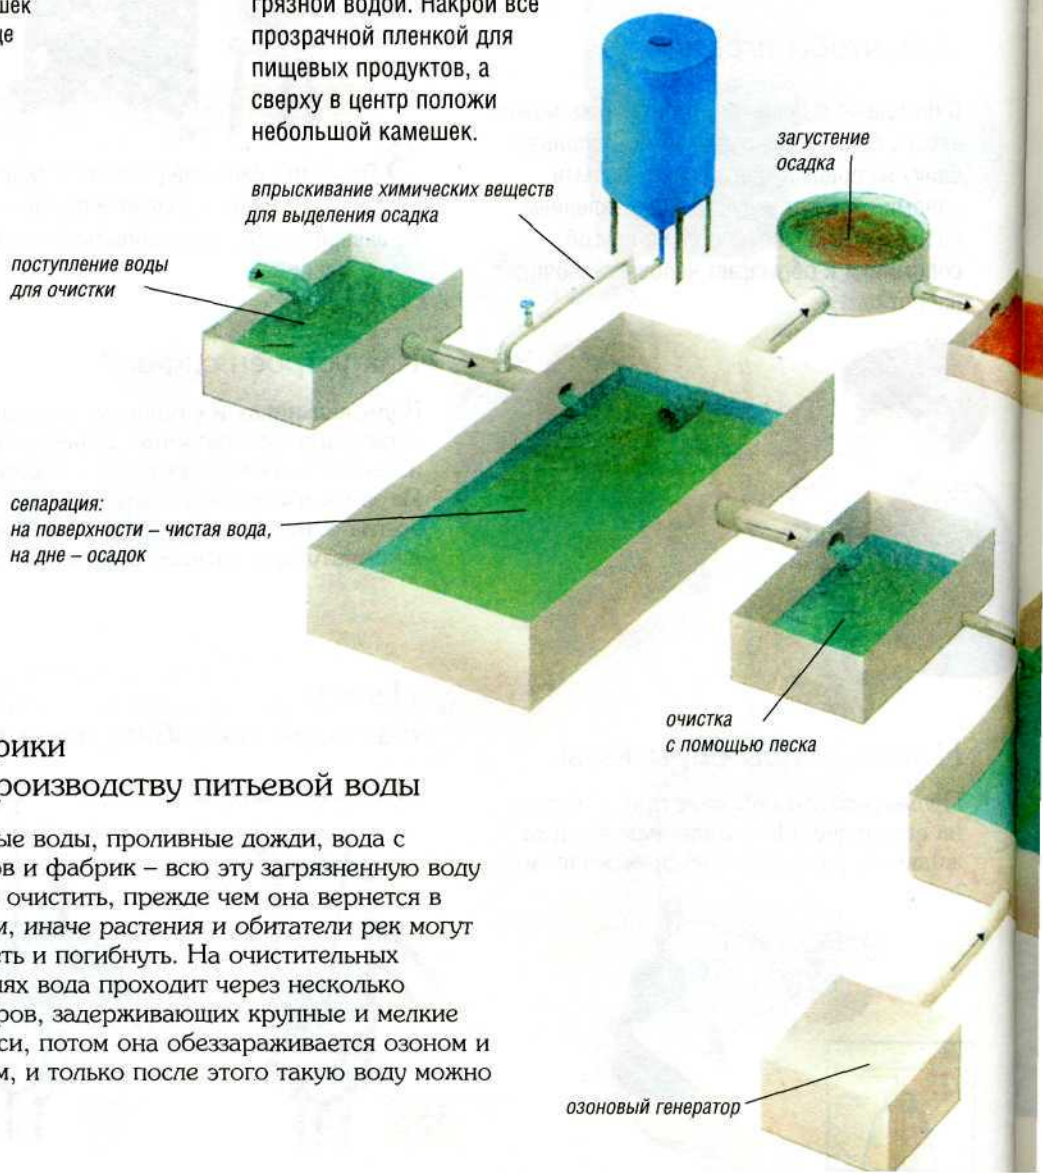 грязной водой. Накрой все
прозрачной пленкой для
пищевых продуктов, а
сверху в центр положи
небольшой камешек.
впрыскивание химических веществ
для выделения осадка
загустение
осадка
поступление воды
для очистки
сепарация:
на поверхности – чистая вода,
на дне – осадок
очистка
с помощью песка
роизводству питьевой воды
ые воды, проливные дожди, вода с
ов и фабрик – всю эту загрязненную воду
очистить, прежде чем она вернется в
м, иначе растения и обитатели рек могут
ть и погибнуть. На очистительных
иях вода проходит через несколько
ров, задерживающих крупные и мелкие
си, потом она обеззараживается озоном и
м, и только после этого такую воду можно
озоновый генератор